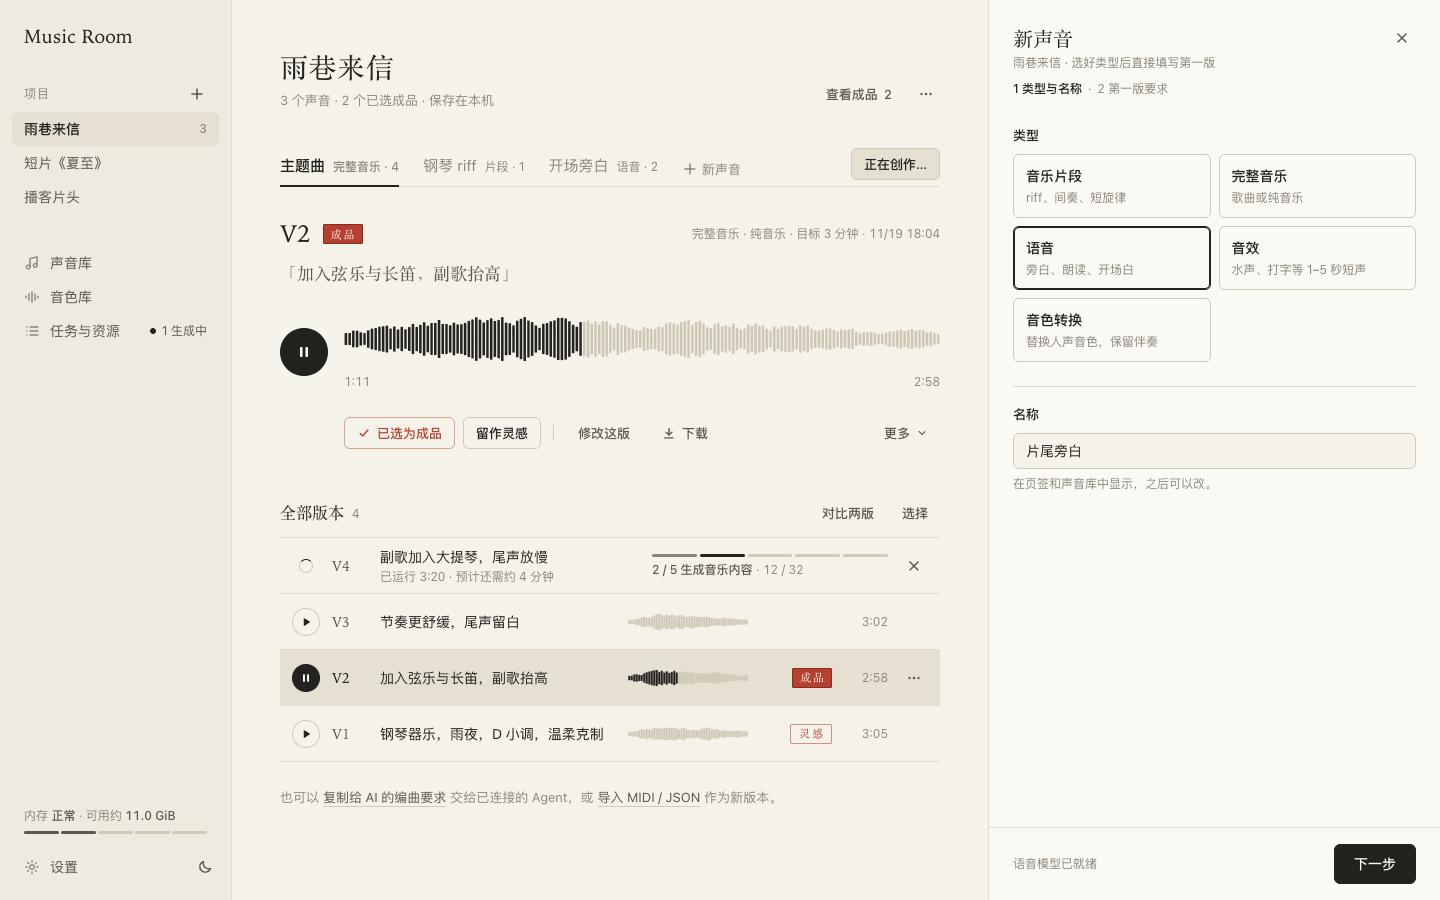 Music Room
项目
雨巷来信 3
短片《夏至》
播客片头
声音库
音色库
任务与资源 1 生成中
内存 正常 · 可用约 11.0 GiB
设置
雨巷来信
3 个声音 · 2 个已选成品 · 保存在本机
查看成品 2
主题曲 完整音乐 · 4
钢琴 riff 片段 · 1
开场旁白 语音 · 2
新声音
正在创作...
V2 成品
完整音乐 · 纯音乐 · 目标 3 分钟 · 11/19 18:04
「加入弦乐与长笛，副歌抬高」
1:11
2:58
已选为成品
留作灵感
修改这版
下载
更多
全部版本 4
对比两版
选择
V4
副歌加入大提琴，尾声放慢
已运行 3:20 · 预计还需约 4 分钟
2 / 5 生成音乐内容 · 12 / 32
V3 节奏更舒缓，尾声留白 3:02
V2 加入弦乐与长笛，副歌抬高 成品 2:58
V1 钢琴器乐，雨夜，D 小调，温柔克制 灵感 3:05
也可以 复制给 AI 的编曲要求 交给已连接的 Agent，或 导入 MIDI / JSON 作为新版本。
新声音
雨巷来信 · 选好类型后直接填写第一版
1 类型与名称 · 2 第一版要求
类型
音乐片段
riff、间奏、短旋律
完整音乐
歌曲或纯音乐
语音
旁白、朗读、开场白
音效
水声、打字等 1–5 秒短声
音色转换
替换人声音色，保留伴奏
名称
片尾旁白
在页签和声音库中显示，之后可以改。
语音模型已就绪
下一步